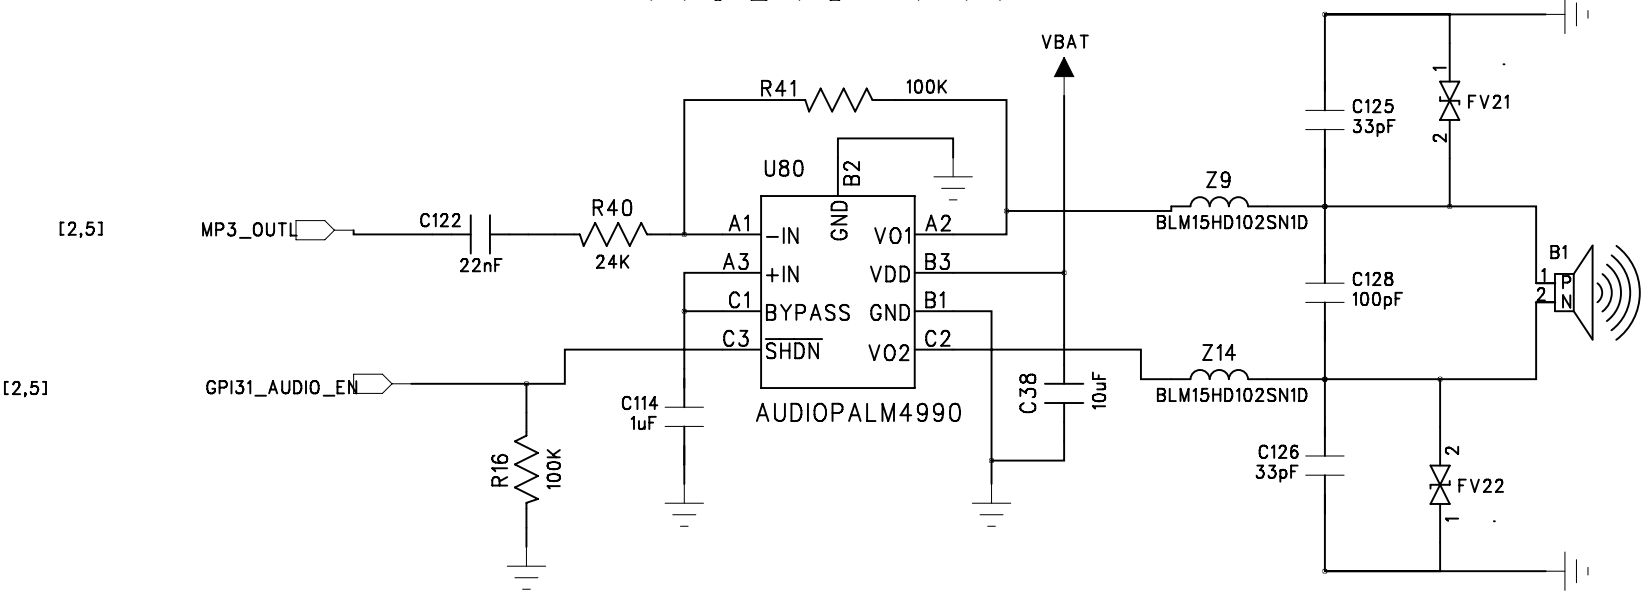 VBAT
R41
100K
1
FV21
2
C125
33pF
U80
B2
GND
Z9
BLM15HD102SN1D
[2,5]
MP3_OUTL
C122
22nF
R40
24K
A1
-IN
VO1
A2
A3
+IN
VDD
B3
C1
BYPASS
GND
B1
C3
SHDN
VO2
C2
B1
1
P
2
N
C128
100pF
Z14
BLM15HD102SN1D
[2,5]
GPI31_AUDIO_EN
C114
1uF
AUDIOPALM4990
C38
10uF
R16
100K
C126
33pF
2
FV22
1